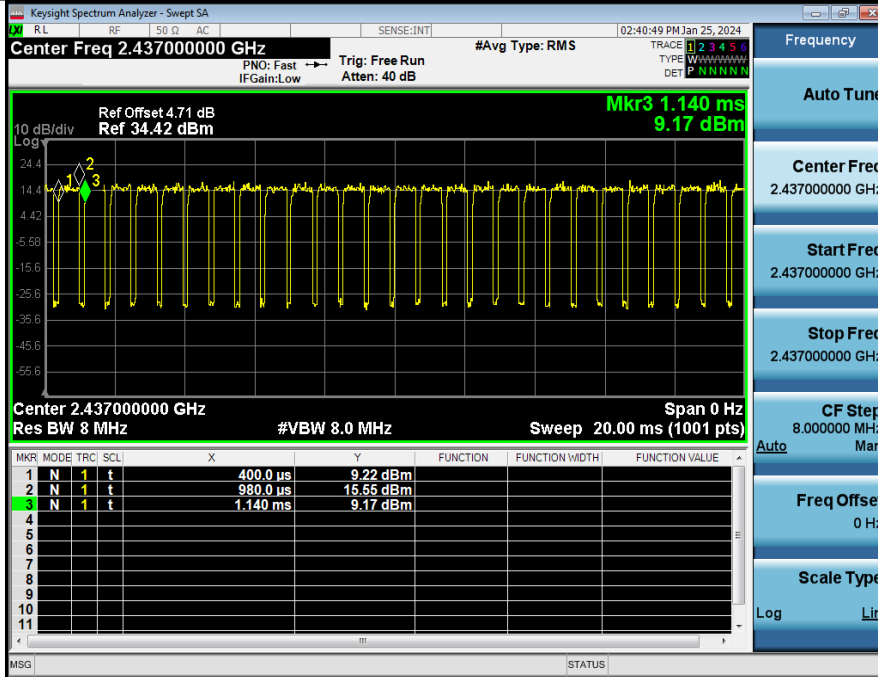 Keysight Spectrum Analyzer - Swept SA
LXI RL RF 50 Ω AC SENSE:INT 02:40:49 PM Jan 25, 2024
Center Freq 2.437000000 GHz #Avg Type: RMS TRACE 1 2 3 4 5 6
PNO: Fast Trig: Free Run TYPE WWWWWW
IFGain:Low Atten: 40 dB DET P N N N N N
Mkr3 1.140 ms
9.17 dBm
Ref Offset 4.71 dB
10 dB/div Ref 34.42 dBm
Log
24.4
14.4
4.42
-5.58
-15.6
-25.6
-35.6
-45.6
-55.6
1
2
3
Center 2.437000000 GHz Span 0 Hz
Res BW 8 MHz #VBW 8.0 MHz Sweep 20.00 ms (1001 pts)
MKR MODE TRC SCL X Y FUNCTION FUNCTION WIDTH FUNCTION VALUE
1 N 1 t 400.0 µs 9.22 dBm
2 N 1 t 980.0 µs 15.55 dBm
3 N 1 t 1.140 ms 9.17 dBm
4
5
6
7
8
9
10
11
MSG STATUS
Frequency
Auto Tune
Center Freq
2.437000000 GHz
Start Freq
2.437000000 GHz
Stop Freq
2.437000000 GHz
CF Step
8.000000 MHz
Auto Man
Freq Offset
0 Hz
Scale Type
Log Lin